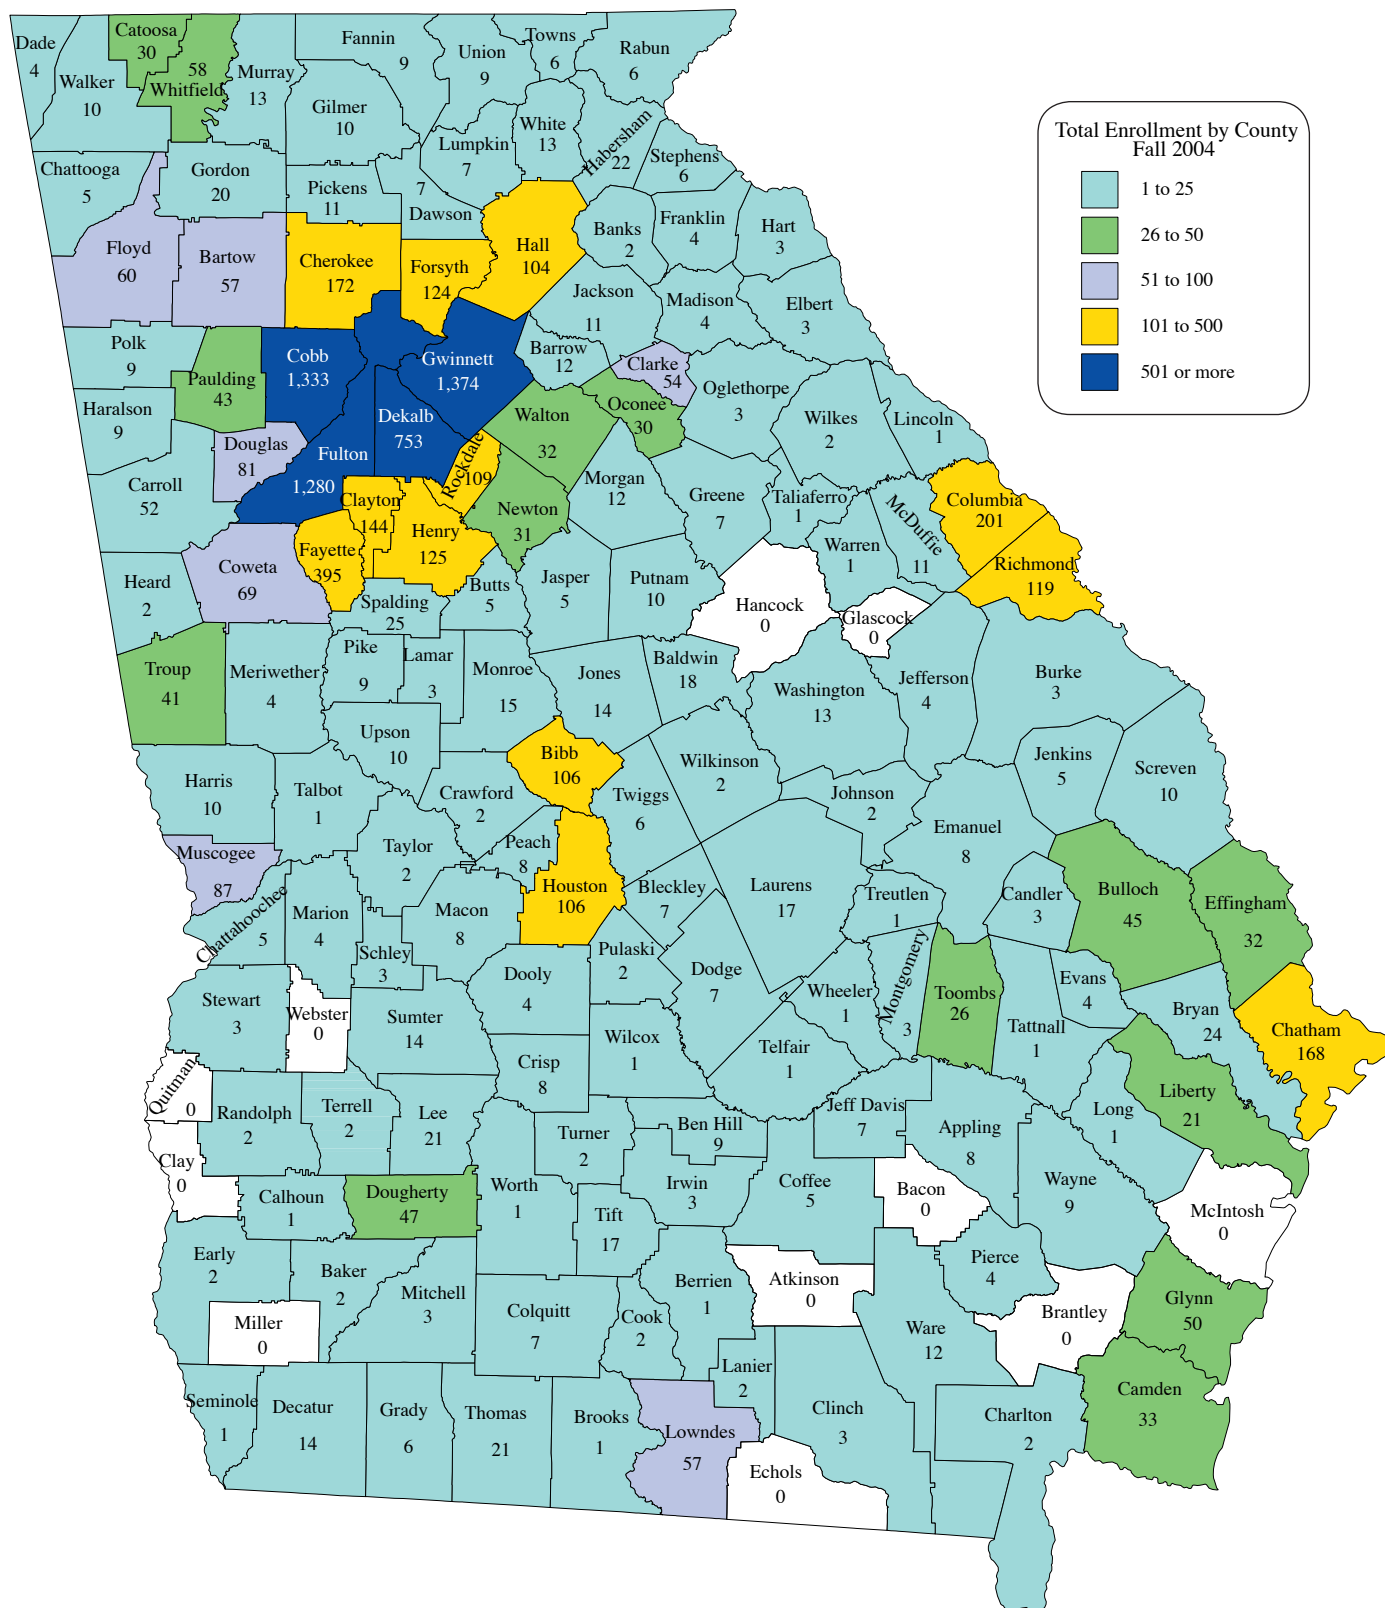 Total Enrollment by County
Fall 2004
1 to 25
26 to 50
51 to 100
101 to 500
501 or more
Dade
4
Walker
10
Catoosa
30
58
Whitfield
Murray
13
Fannin
9
Gilmer
10
Union
9
Towns
6
Rabun
6
White
13
Lumpkin
7
Habersham
22
Stephens
6
Chattooga
5
Gordon
20
Pickens
11
7
Dawson
Hall
104
Banks
2
Franklin
4
Hart
3
Floyd
60
Bartow
57
Cherokee
172
Forsyth
124
Jackson
11
Madison
4
Elbert
3
Polk
9
Paulding
43
Cobb
1,333
Gwinnett
1,374
Barrow
12
Clarke
54
Oglethorpe
3
Haralson
9
Douglas
81
Fulton
1,280
Dekalb
753
Rockdale
109
Walton
32
Oconee
30
Wilkes
2
Lincoln
1
Carroll
52
Clayton
144
Henry
125
Newton
31
Morgan
12
Greene
7
Taliaferro
1
McDuffie
11
Columbia
201
Richmond
119
Warren
1
Heard
2
Coweta
69
Fayette
395
Spalding
25
Butts
5
Jasper
5
Putnam
10
Hancock
0
Glascock
0
Troup
41
Meriwether
4
Pike
9
Lamar
3
Monroe
15
Jones
14
Baldwin
18
Washington
13
Jefferson
4
Burke
3
Upson
10
Bibb
106
Wilkinson
2
Jenkins
5
Screven
10
Harris
10
Talbot
1
Crawford
2
Twiggs
6
Johnson
2
Emanuel
8
Muscogee
87
Taylor
2
Peach
8
Houston
106
Bleckley
7
Laurens
17
Treutlen
1
Candler
3
Bulloch
45
Effingham
32
Chattahoochee
5
Marion
4
Macon
8
Schley
3
Dooly
4
Pulaski
2
Dodge
7
Wheeler
1
Montgomery
3
Toombs
26
Tattnall
1
Evans
4
Bryan
24
Chatham
168
Stewart
3
Webster
0
Sumter
14
Crisp
8
Wilcox
1
Telfair
1
Liberty
21
Long
1
Quitman
0
Randolph
2
Terrell
2
Lee
21
Turner
2
Ben Hill
9
Jeff Davis
7
Appling
8
Wayne
9
Clay
0
Calhoun
1
Dougherty
47
Worth
1
Tift
17
Irwin
3
Coffee
5
Bacon
0
McIntosh
0
Early
2
Baker
2
Mitchell
3
Miller
0
Colquitt
7
Cook
2
Berrien
1
Atkinson
0
Pierce
4
Brantley
0
Glynn
50
Ware
12
Lanier
2
Camden
33
Seminole
1
Decatur
14
Grady
6
Thomas
21
Brooks
1
Lowndes
57
Clinch
3
Charlton
2
Echols
0